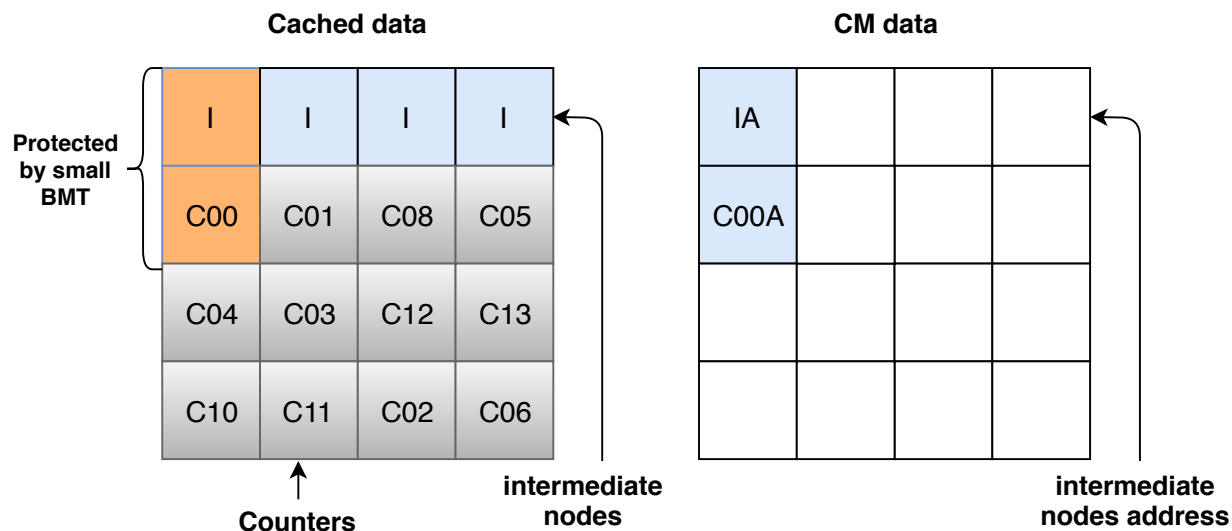 Cached data
CM data
Protected
by small
BMT
I I I I
C00 C01 C08 C05
C04 C03 C12 C13
C10 C11 C02 C06
IA
C00A
Counters
intermediate
nodes
intermediate
nodes address